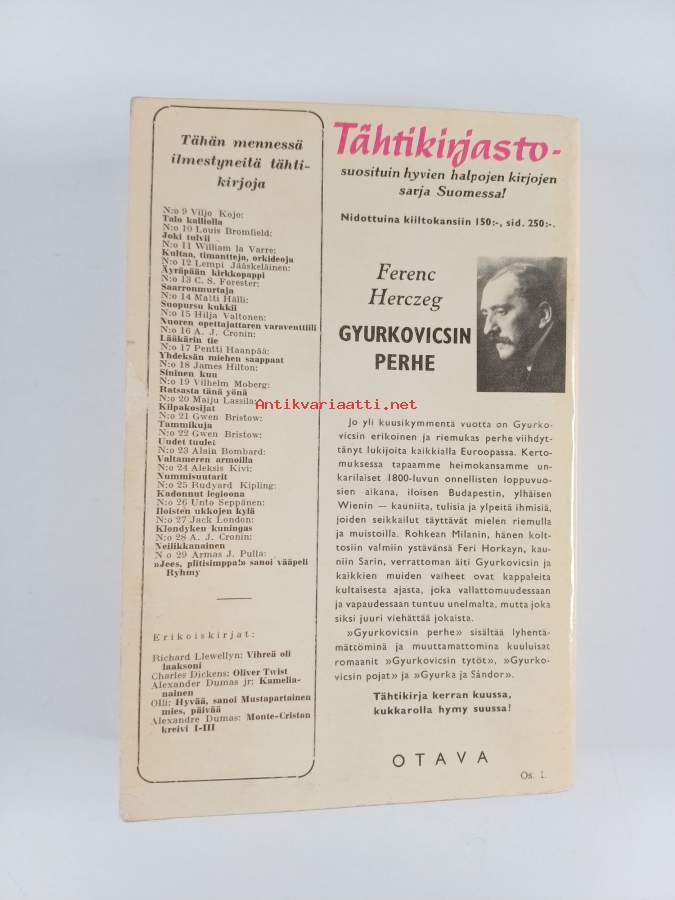 Tähän mennessä
ilmestyneitä tähti-
kirjoja
N:o 9 Viljo Kojo:
Talo kalliolla
N:o 10 Louis Bromfield:
Joki tulvii
N:o 11 William la Varre:
Kultaa, timantteja, orkideoja
N:o 12 Lempi Jääskeläinen:
Äyräpään kirkkopappi
N:o 13 C. S. Forester:
Saarronmurtaja
N:o 14 Matti Hälli:
Suopursu kukkii
N:o 15 Hilja Valtonen:
Nuoren opettajattaren varaventtiili
N:o 16 A. J. Cronin:
Lääkärin tie
N:o 17 Pentti Haanpää:
Yhdeksän miehen saappaat
N:o 18 James Hilton:
Sininen kuu
N:o 19 Vilhelm Moberg:
Ratsasta tänä yönä
N:o 20 Maiju Lassila:
Kilpakosijat
N:o 21 Gwen Bristow:
Tammikuja
N:o 22 Gwen Bristow:
Uudet tuulet
N:o 23 Alain Bombard:
Valtameren armoilla
N:o 24 Aleksis Kivi:
Nummisuutarit
N:o 25 Rudyard Kipling:
Kadonnut legioona
N:o 26 Unto Seppänen:
Iloisten ukkojen kylä
N:o 27 Jack London:
Klondyken kuningas
N:o 28 A. J. Cronin:
Neilikkanainen
N o 29 Armas J. Pulla:
»Jees, plitisimppa!» sanoi vääpeli
Ryhmy
Erikoiskirjat:
Richard Llewellyn: Vihreä oli
laaksoni
Charles Dickens: Oliver Twist
Alexander Dumas jr: Kamelia-
nainen
Olli: Hyvää, sanoi Mustapartainen
mies, päivää
Alexandre Dumas: Monte-Criston
kreivi I-III
Tähtikirjasto-
suosituin hyvien halpojen kirjojen
sarja Suomessa!
Nidottuina kiiltokansiin 150:-, sid. 250:-.
Ferenc
Herczeg
GYURKOVICSIN
PERHE
Antikvariaatti.net
Jo yli kuusikymmentä vuotta on Gyurko-
vicsin erikoinen ja riemukas perhe viihdyt-
tänyt lukijoita kaikkialla Euroopassa. Kerto-
muksessa tapaamme heimokansamme un-
karilaiset 1800-luvun onnellisten loppuvuo-
sien aikana, iloisen Budapestin, ylhäisen
Wienin — kauniita, tulisia ja ylpeitä ihmisiä,
joiden seikkailut täyttävät mielen riemulla
ja muistoilla. Rohkean Milanin, hänen kolt-
tosiin valmiin ystävänsä Feri Horkayn, kau-
niin Sarin, verrattoman äiti Gyurkovicsin ja
kaikkien muiden vaiheet ovat kappaleita
kultaisesta ajasta, joka vallattomuudessaan
ja vapaudessaan tuntuu unelmalta, mutta joka
siksi juuri viehättää jokaista.
»Gyurkovicsin perhe» sisältää lyhentä-
mättöminä ja muuttamattomina kuuluisat
romaanit »Gyurkovicsin tytöt», »Gyurko-
vicsin pojat» ja »Gyurka ja Sándor».
Tähtikirja kerran kuussa,
kukkarolla hymy suussa!
OTAVA
Os. 1.